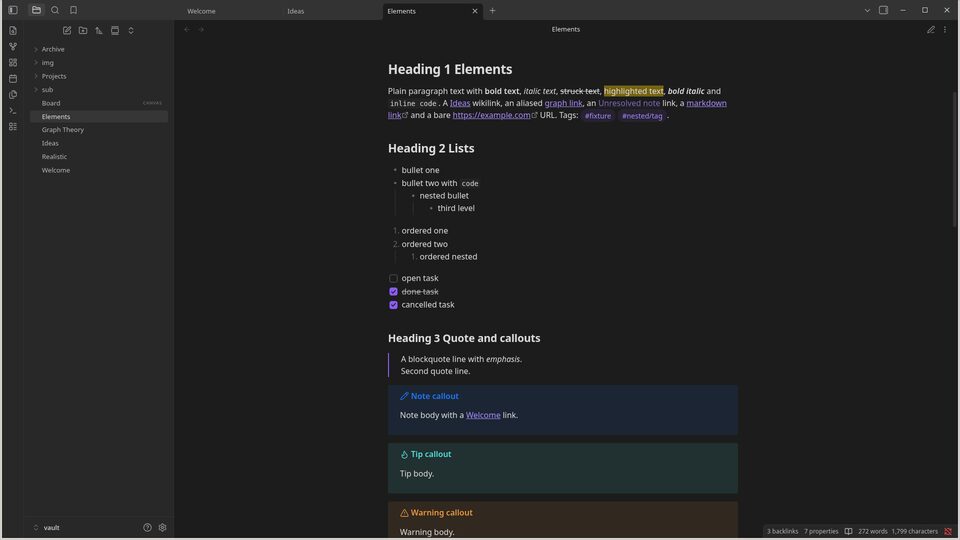 Welcome
Ideas
Elements
Elements
Archive
img
Projects
sub
Board CANVAS
Elements
Graph Theory
Ideas
Realistic
Welcome
vault
Heading 1 Elements
Plain paragraph text with bold text, italic text, struck text, highlighted text, bold italic and
inline code. A Ideas wikilink, an aliased graph link, an Unresolved note link, a markdown
link and a bare https://example.com URL. Tags: #fixture #nested/tag .
Heading 2 Lists
bullet one
bullet two with code
nested bullet
third level
1. ordered one
2. ordered two
1. ordered nested
open task
done task
cancelled task
Heading 3 Quote and callouts
A blockquote line with emphasis.
Second quote line.
Note callout
Note body with a Welcome link.
Tip callout
Tip body.
Warning callout
Warning body.
3 backlinks 7 properties 272 words 1,799 characters